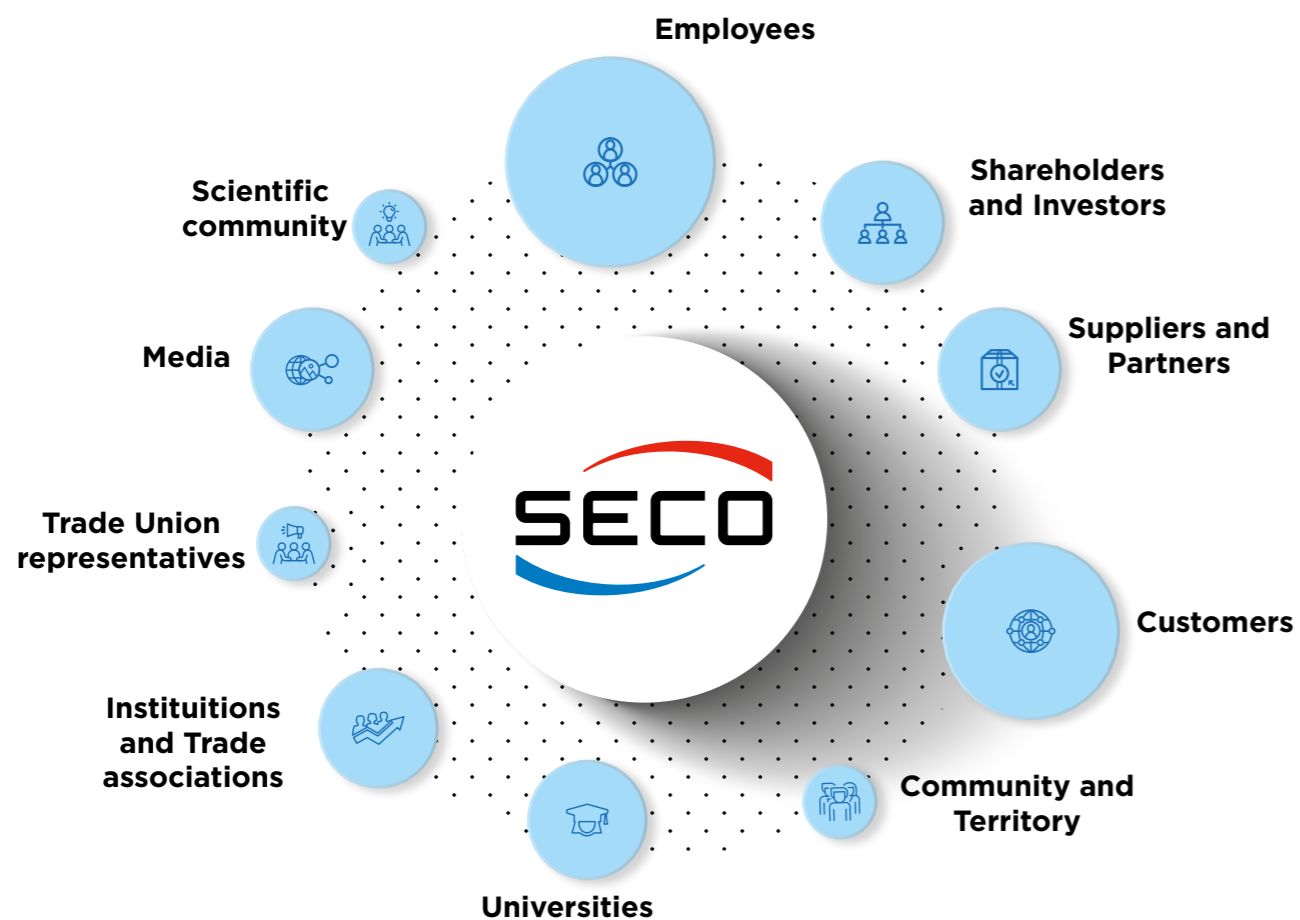 Employees
Shareholders
and Investors
Scientific
community
Suppliers and
Partners
Media
SECO
Trade Union
representatives
Customers
Instituitions
and Trade
associations
Community and
Territory
Universities